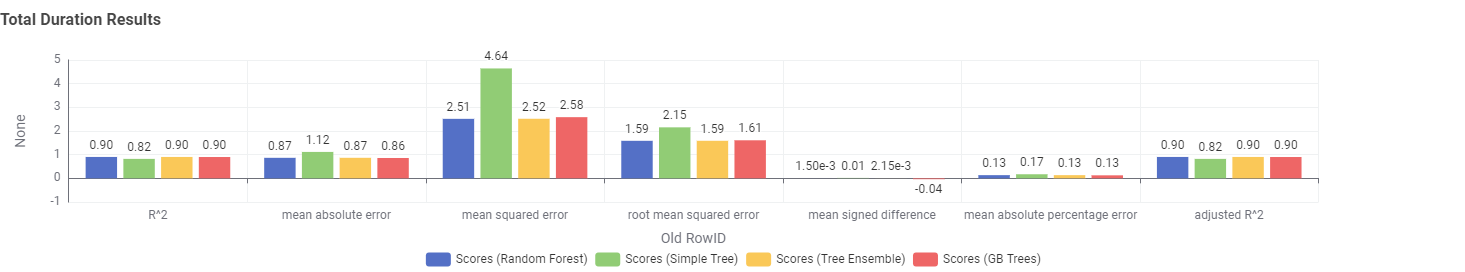 Total Duration Results
None
5
4
3
2
1
0
-1
0.90 0.82 0.90 0.90
0.87 1.12 0.87 0.86
2.51 4.64 2.52 2.58
1.59 2.15 1.59 1.61
1.50e-3 0.01 2.15e-3 -0.04
0.13 0.17 0.13 0.13
0.90 0.82 0.90 0.90
R^2 mean absolute error mean squared error root mean squared error mean signed difference mean absolute percentage error adjusted R^2
Old RowID
Scores (Random Forest) Scores (Simple Tree) Scores (Tree Ensemble) Scores (GB Trees)